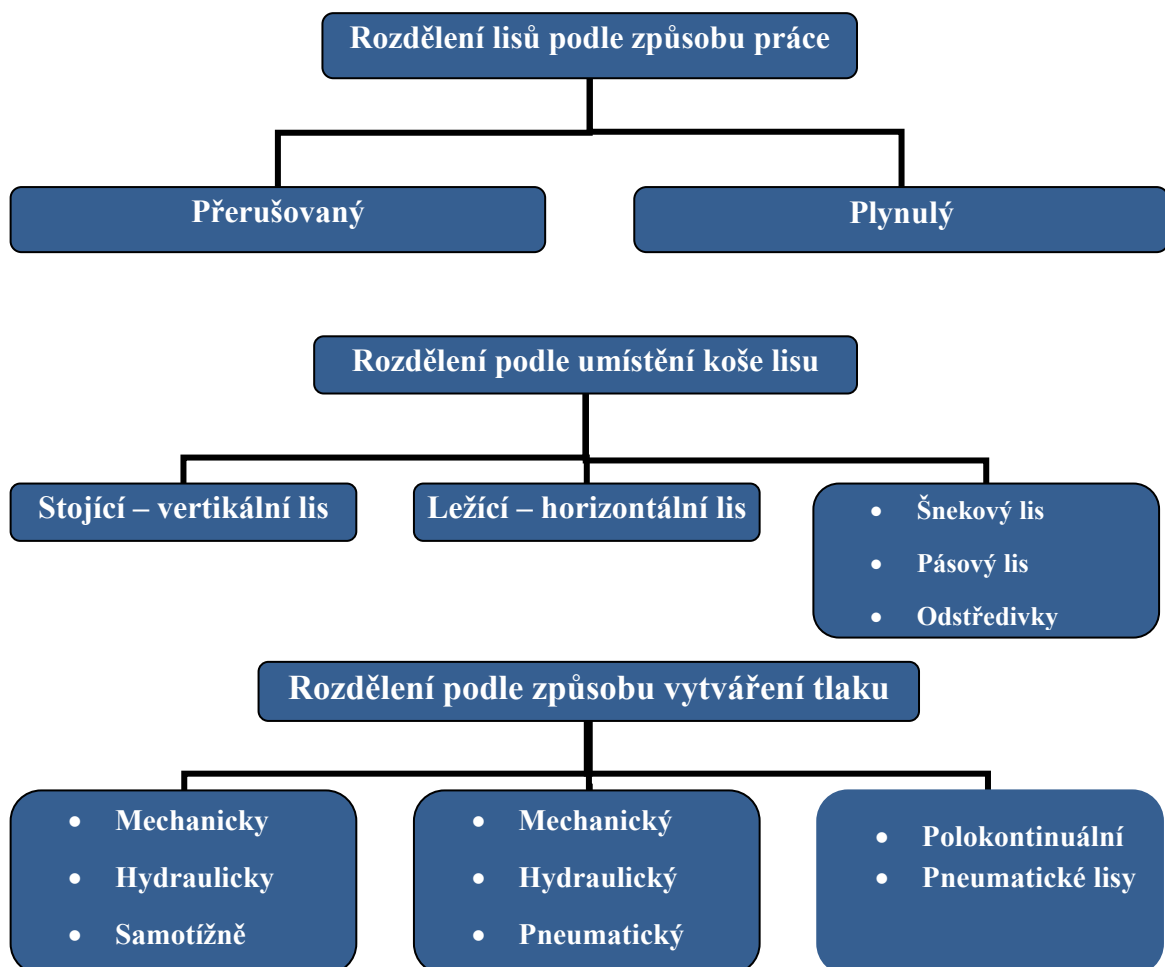 Rozdělení lisů podle způsobu práce
Přerušovaný
Plynulý
Rozdělení podle umístění koše lisu
Stojící – vertikální lis
Ležící – horizontální lis
• Šnekový lis
• Pásový lis
• Odstředivky
Rozdělení podle způsobu vytváření tlaku
• Mechanicky
• Hydraulicky
• Samotížně
• Mechanický
• Hydraulický
• Pneumatický
• Polokontinuální
• Pneumatické lisy